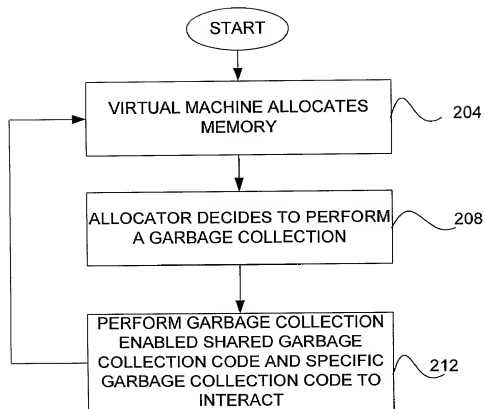 START
VIRTUAL MACHINE ALLOCATES
MEMORY
204
ALLOCATOR DECIDES TO PERFORM
A GARBAGE COLLECTION
208
PERFORM GARBAGE COLLECTION
ENABLED SHARED GARBAGE
COLLECTION CODE AND SPECIFIC
GARBAGE COLLECTION CODE TO
INTERACT
212